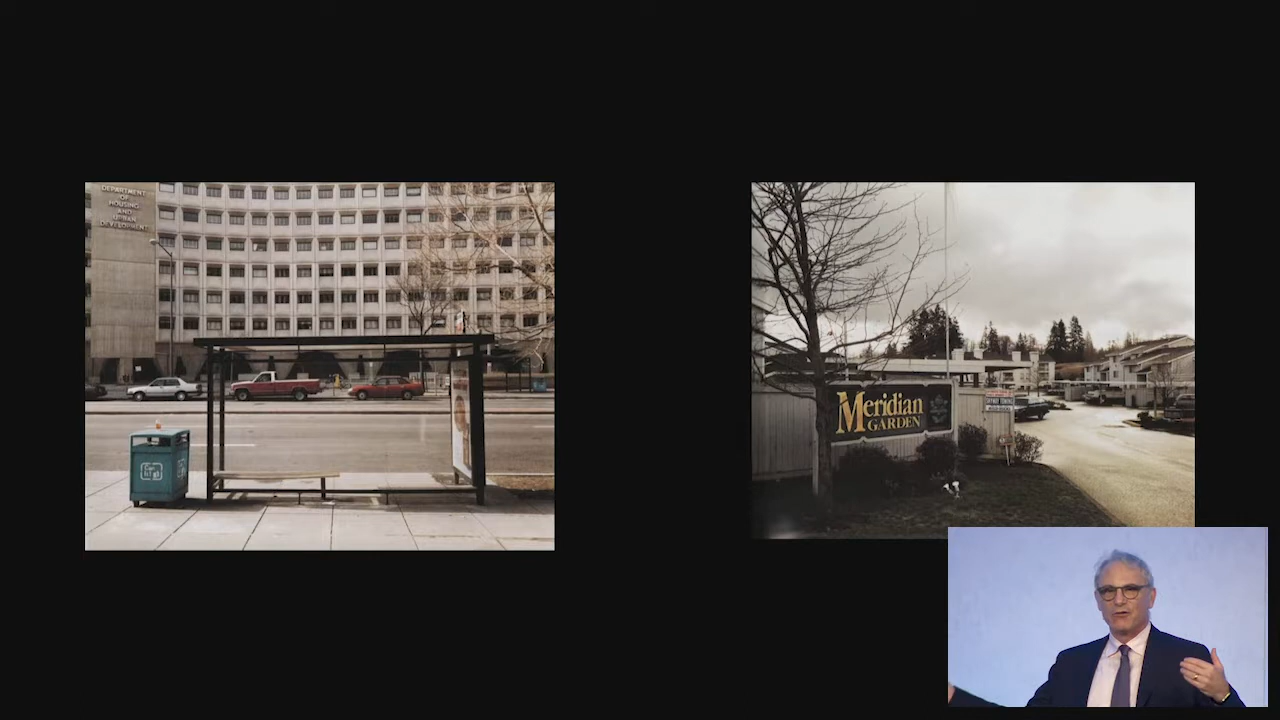 DEPARTMENT
OF
HOUSING
AND
URBAN
DEVELOPMENT
Meridian
GARDEN